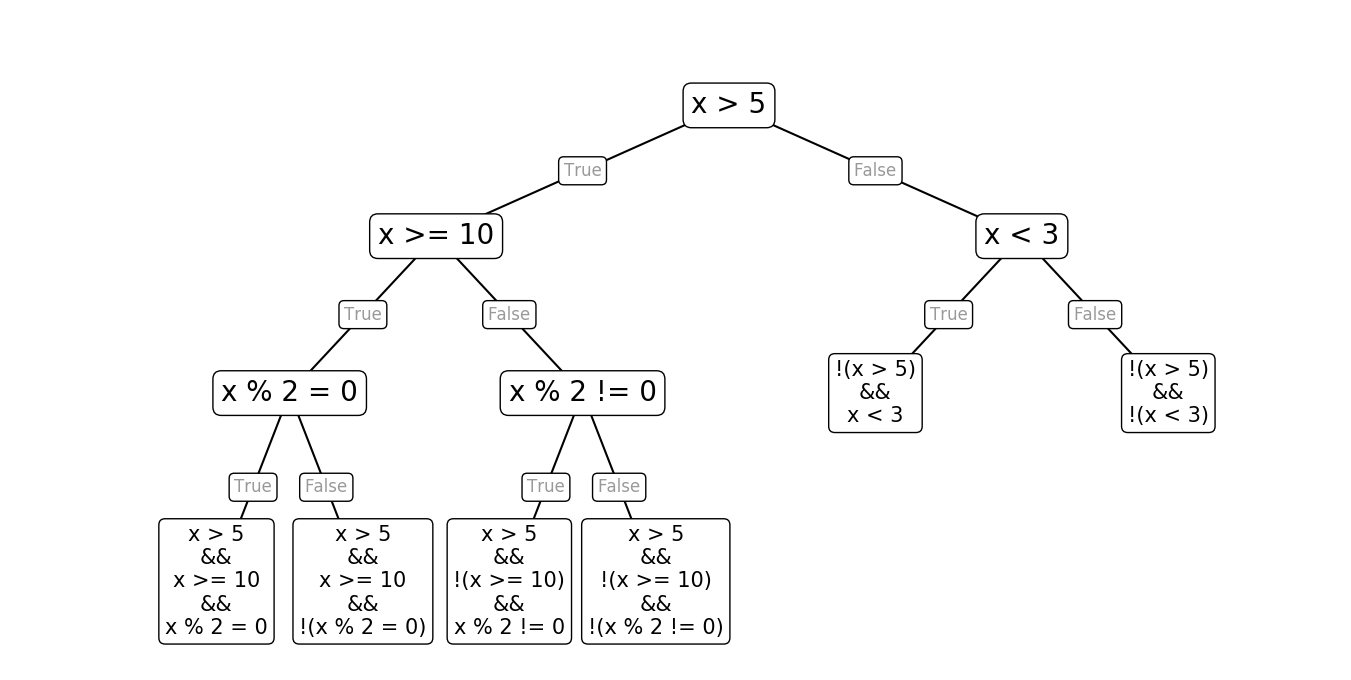 x > 5
True
False
x >= 10
x < 3
True
False
True
False
x % 2 = 0
x % 2 != 0
!(x > 5)
&&
x < 3
!(x > 5)
&&
!(x < 3)
True
False
True
False
x > 5
&&
x >= 10
&&
x % 2 = 0
x > 5
&&
x >= 10
&&
!(x % 2 = 0)
x > 5
&&
!(x >= 10)
&&
x % 2 != 0
x > 5
&&
!(x >= 10)
&&
!(x % 2 != 0)